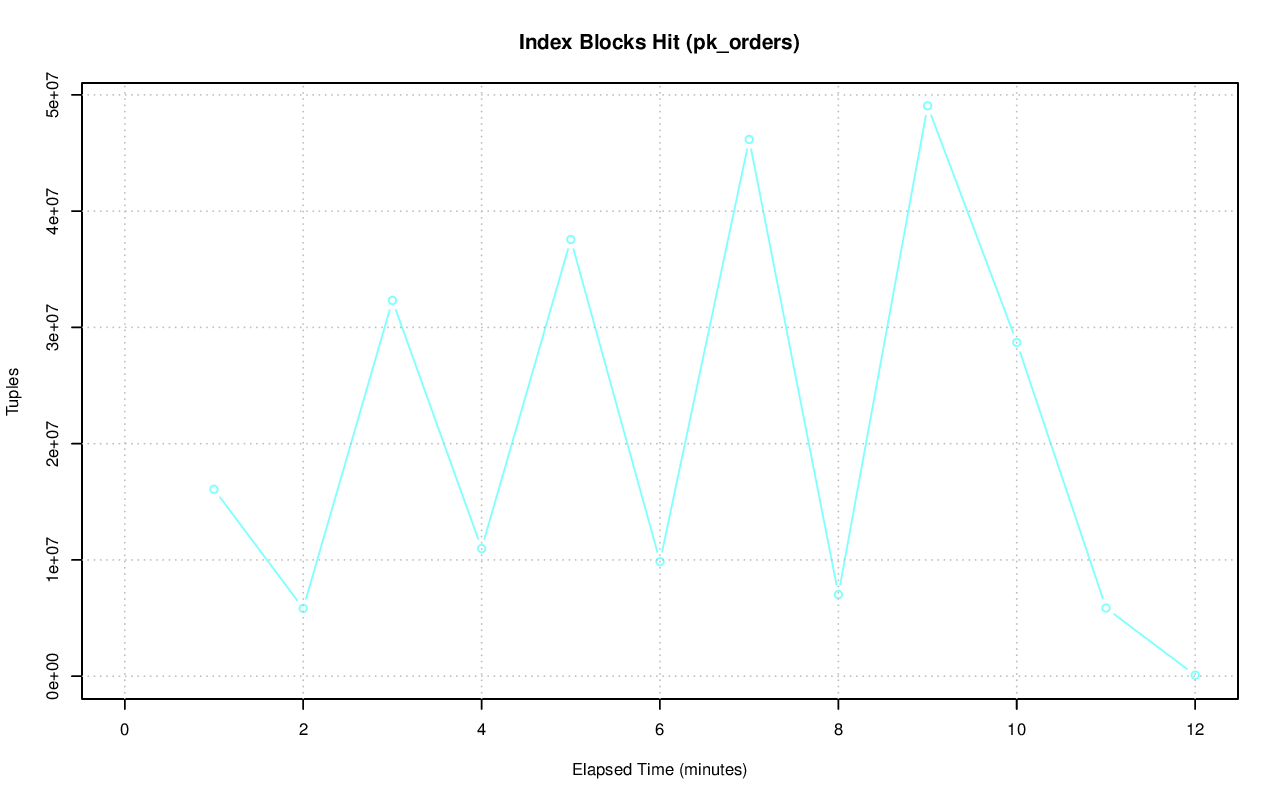 Index Blocks Hit (pk_orders)
5e+07
4e+07
3e+07
2e+07
1e+07
0e+00
Tuples
0 2 4 6 8 10 12
Elapsed Time (minutes)